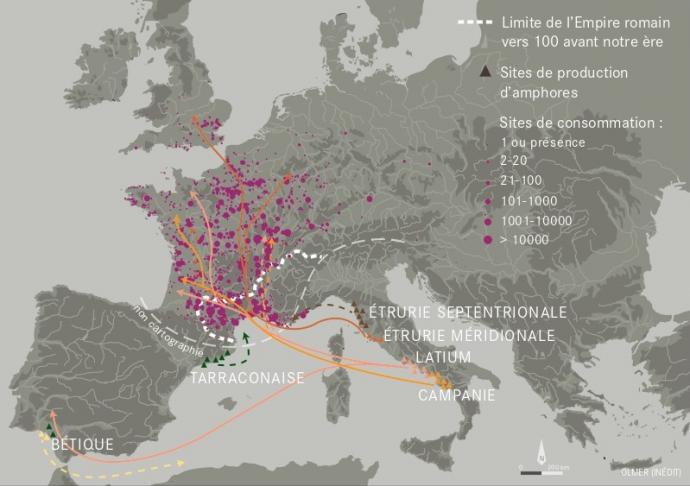 Limite de l'Empire romain
vers 100 avant notre ère
Sites de production
d'amphores
Sites de consommation :
1 ou présence
2-20
21-100
101-1000
1001-10000
> 10000
non cartographié
ÉTRURIE SEPTENTRIONALE
ÉTRURIE MÉRIDIONALE
LATIUM
TARRACONAISE
CAMPANIE
BÉTIQUE
N
0 200 km
OLMER (INÉDIT)